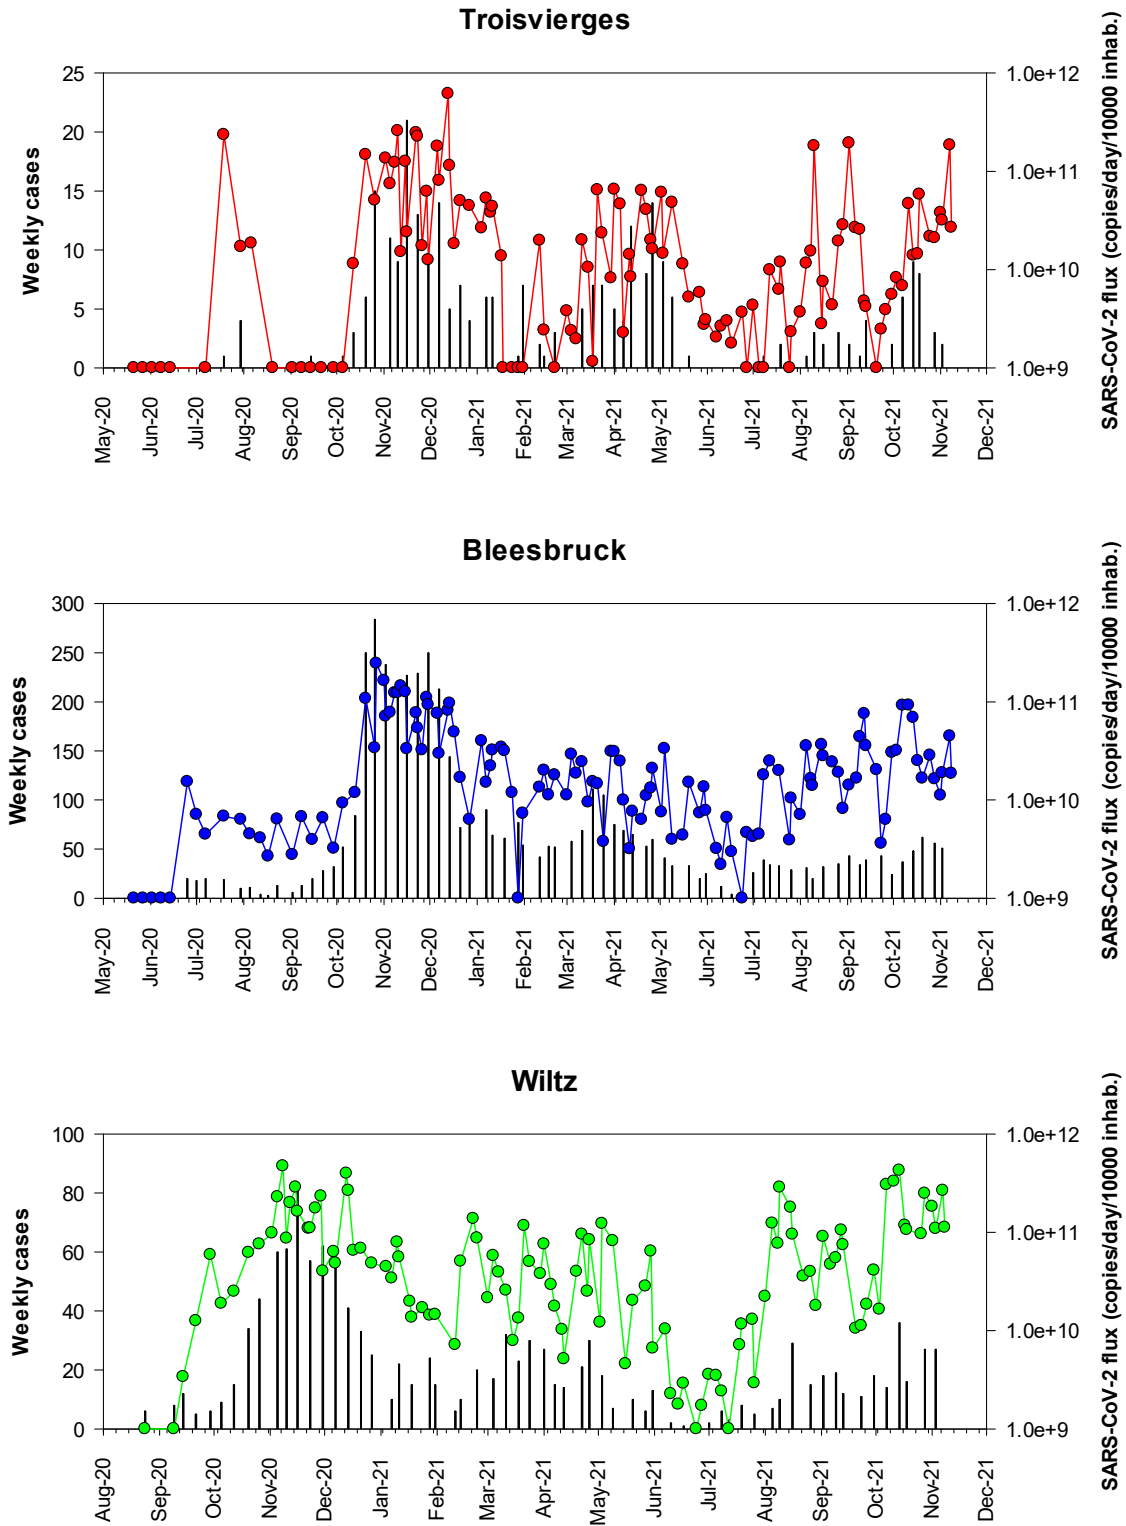 Troisvierges
Weekly cases
SARS-CoV-2 flux (copies/day/10000 inhab.)
25 1.0e+12
20
1.0e+11
15
10
1.0e+10
5
0 1.0e+9
May-20 Jun-20 Jul-20 Aug-20 Sep-20 Oct-20 Nov-20 Dec-20 Jan-21 Feb-21 Mar-21 Apr-21 May-21 Jun-21 Jul-21 Aug-21 Sep-21 Oct-21 Nov-21 Dec-21
Bleesbruck
Weekly cases
SARS-CoV-2 flux (copies/day/10000 inhab.)
300 1.0e+12
250
200 1.0e+11
150
100 1.0e+10
50
0 1.0e+9
May-20 Jun-20 Jul-20 Aug-20 Sep-20 Oct-20 Nov-20 Dec-20 Jan-21 Feb-21 Mar-21 Apr-21 May-21 Jun-21 Jul-21 Aug-21 Sep-21 Oct-21 Nov-21 Dec-21
Wiltz
Weekly cases
SARS-CoV-2 flux (copies/day/10000 inhab.)
100 1.0e+12
80
1.0e+11
60
40
1.0e+10
20
0 1.0e+9
Aug-20 Sep-20 Oct-20 Nov-20 Dec-20 Jan-21 Feb-21 Mar-21 Apr-21 May-21 Jun-21 Jul-21 Aug-21 Sep-21 Oct-21 Nov-21 Dec-21